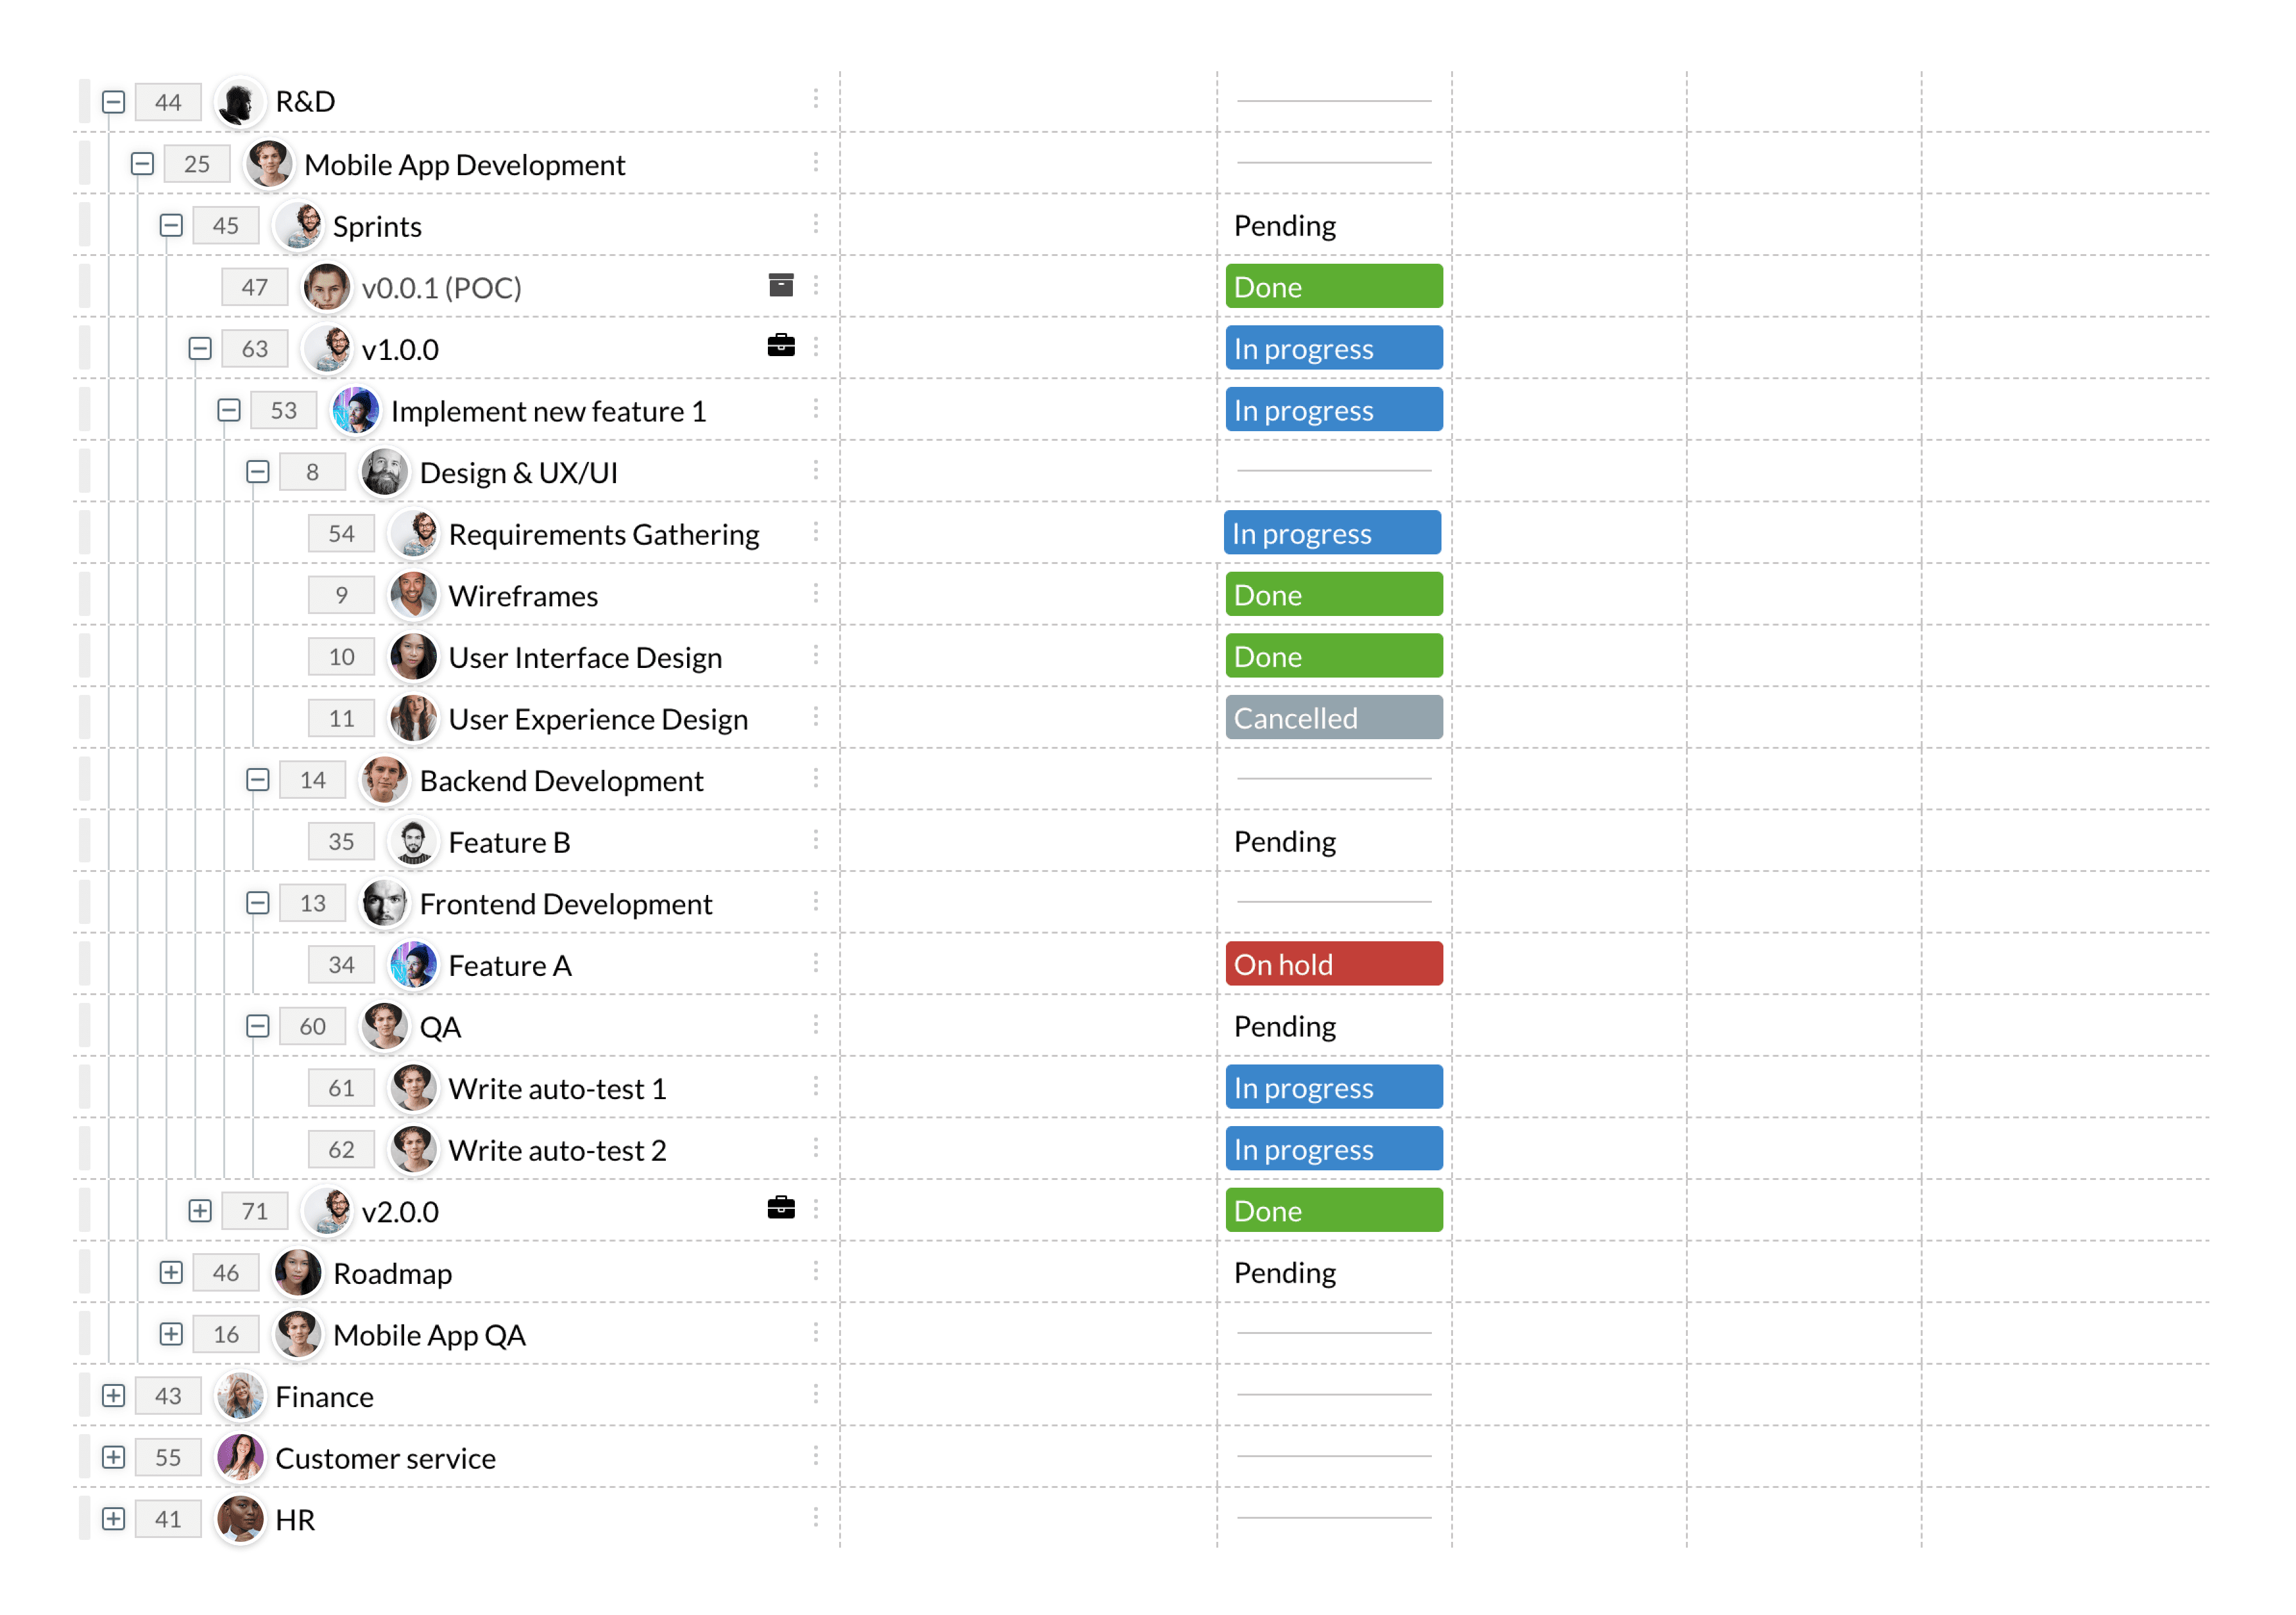 44 R&D
25 Mobile App Development
45 Sprints Pending
47 v0.0.1 (POC) Done
63 v1.0.0 In progress
53 Implement new feature 1 In progress
8 Design & UX/UI
54 Requirements Gathering In progress
9 Wireframes Done
10 User Interface Design Done
11 User Experience Design Cancelled
14 Backend Development
35 Feature B Pending
13 Frontend Development
34 Feature A On hold
60 QA Pending
61 Write auto-test 1 In progress
62 Write auto-test 2 In progress
71 v2.0.0 Done
46 Roadmap Pending
16 Mobile App QA
43 Finance
55 Customer service
41 HR